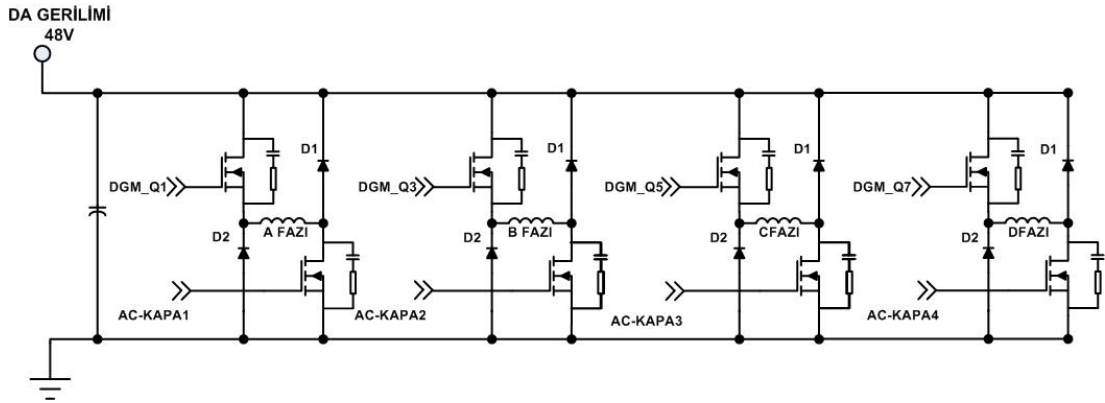 DA GERİLİMİ
48V
D1
D1
D1
D1
DGM_Q1
DGM_Q3
DGM_Q5
DGM_Q7
D2
A FAZI
D2
B FAZI
D2
CFAZI
D2
DFAZI
AC-KAPA1
AC-KAPA2
AC-KAPA3
AC-KAPA4